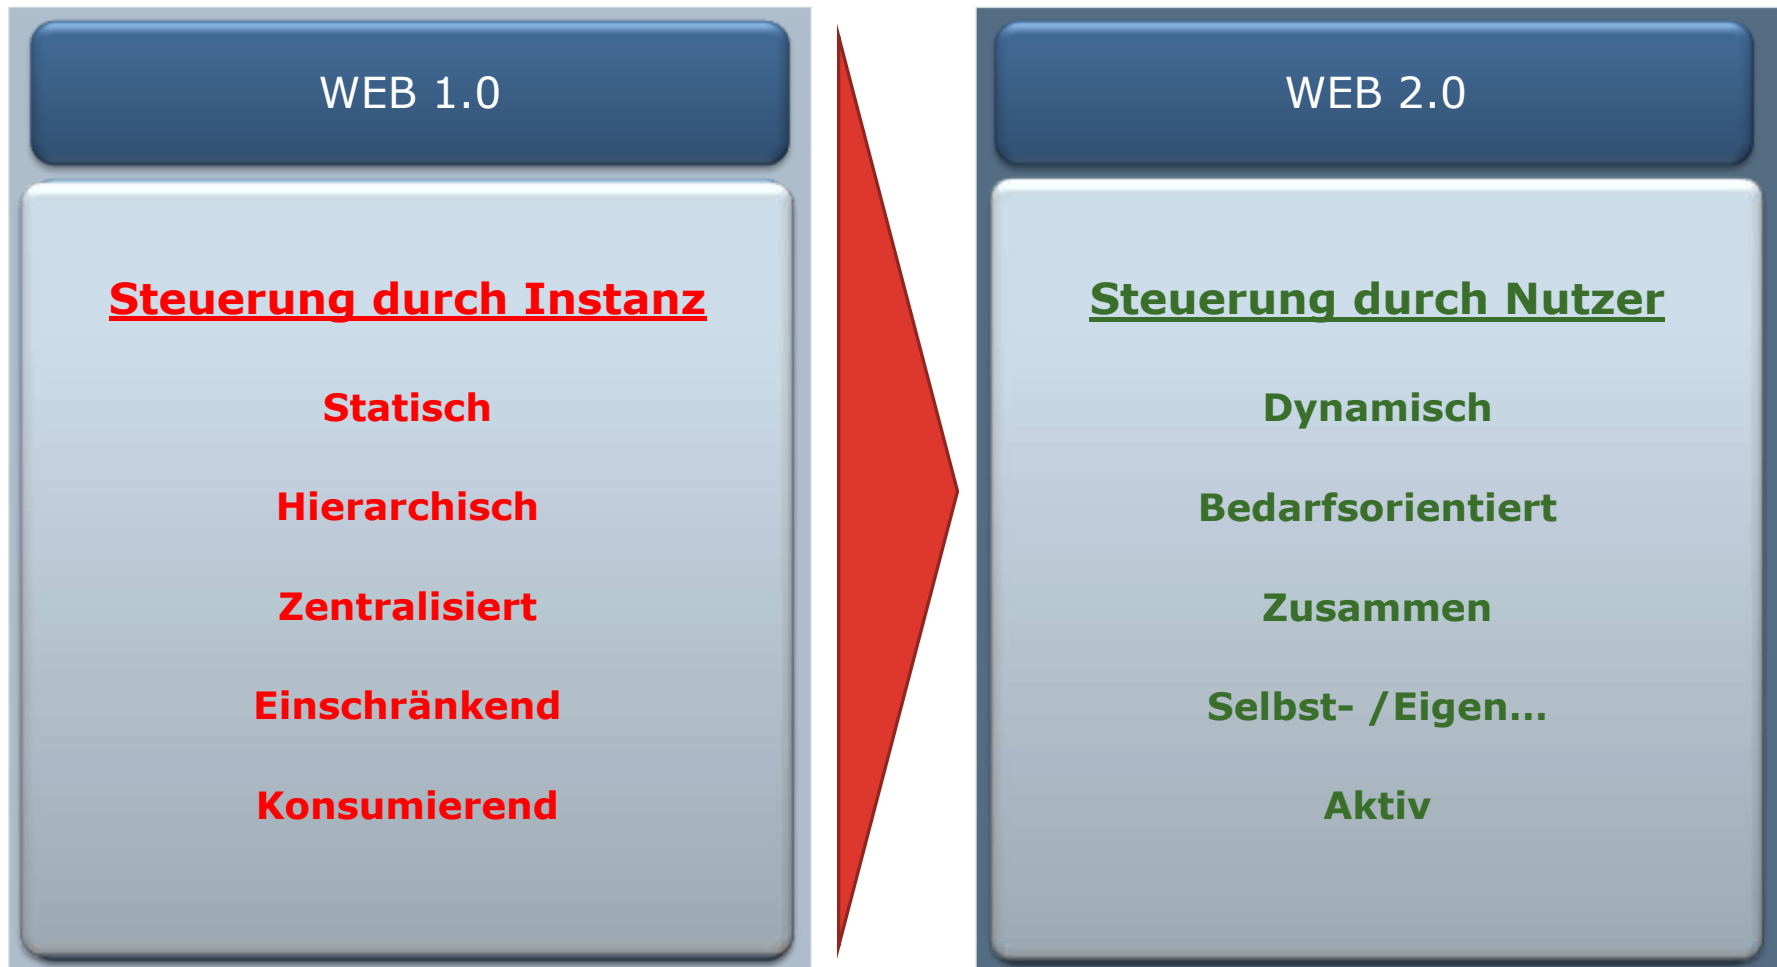 WEB 1.0
Steuerung durch Instanz
Statisch
Hierarchisch
Zentralisiert
Einschränkend
Konsumierend
WEB 2.0
Steuerung durch Nutzer
Dynamisch
Bedarfsorientiert
Zusammen
Selbst- /Eigen...
Aktiv